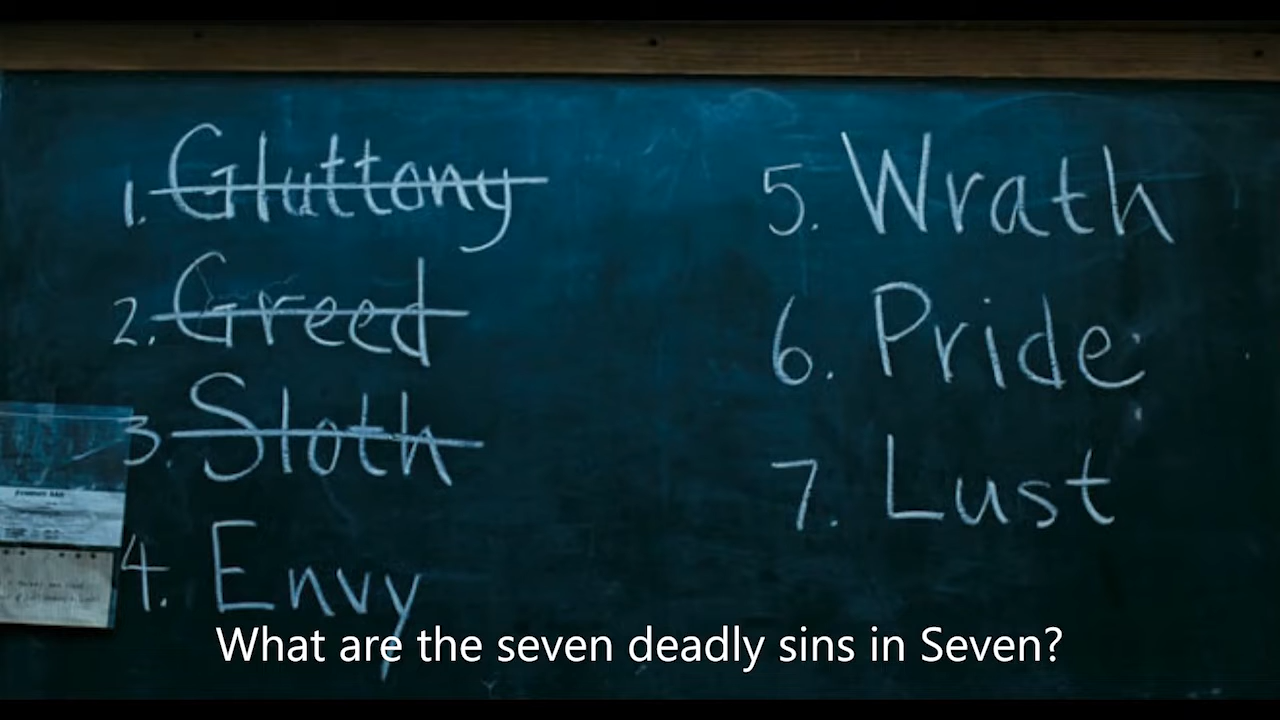 1. Gluttony
2. Greed
3. Sloth
4. Envy
5. Wrath
6. Pride
7. Lust
What are the seven deadly sins in Seven?